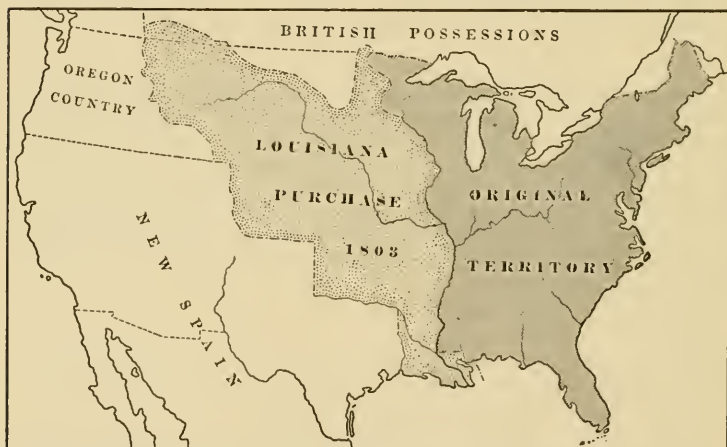 BRITISH POSSESSIONS
OREGON
COUNTRY
LOUISIANA
PURCHASE
1803
ORIGINAL
TERRITORY
NEW SPAIN